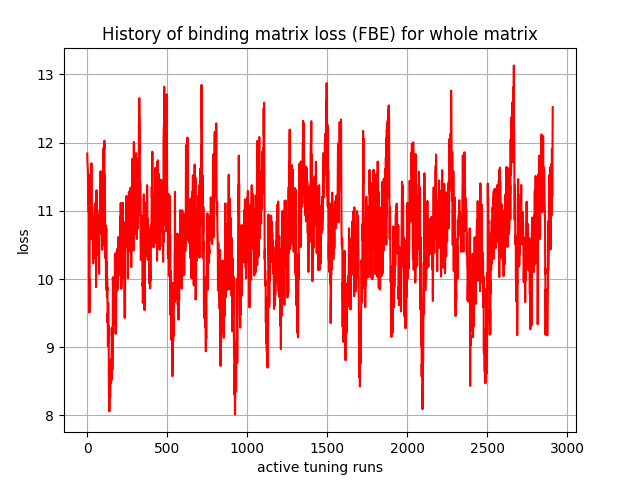 History of binding matrix loss (FBE) for whole matrix
13
12
11
10
9
8
loss
0 500 1000 1500 2000 2500 3000
active tuning runs